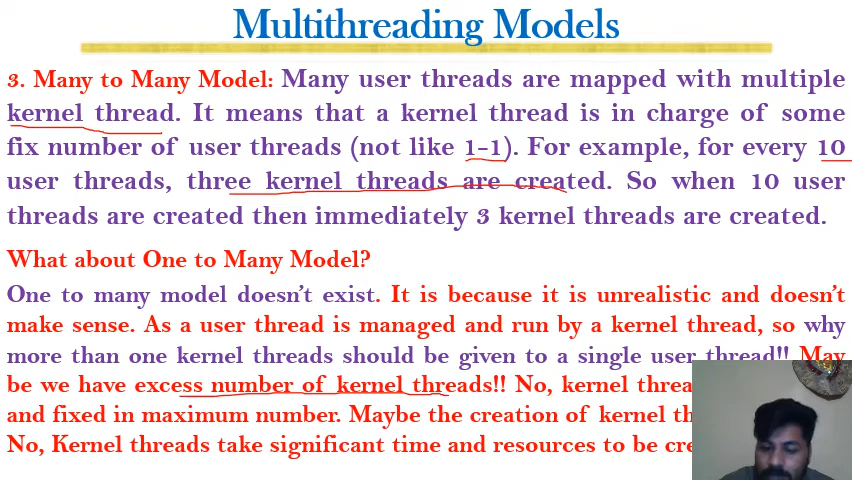 Multithreading Models
3. Many to Many Model: Many user threads are mapped with multiple
kernel thread. It means that a kernel thread is in charge of some
fix number of user threads (not like 1-1). For example, for every 10
user threads, three kernel threads are created. So when 10 user
threads are created then immediately 3 kernel threads are created.
What about One to Many Model?
One to many model doesn't exist. It is because it is unrealistic and doesn't
make sense. As a user thread is managed and run by a kernel thread, so why
more than one kernel threads should be given to a single user thread!! May
be we have excess number of kernel threads!! No, kernel
and fixed in maximum number. Maybe the creation of kernel
No, Kernel threads take significant time and resources to be